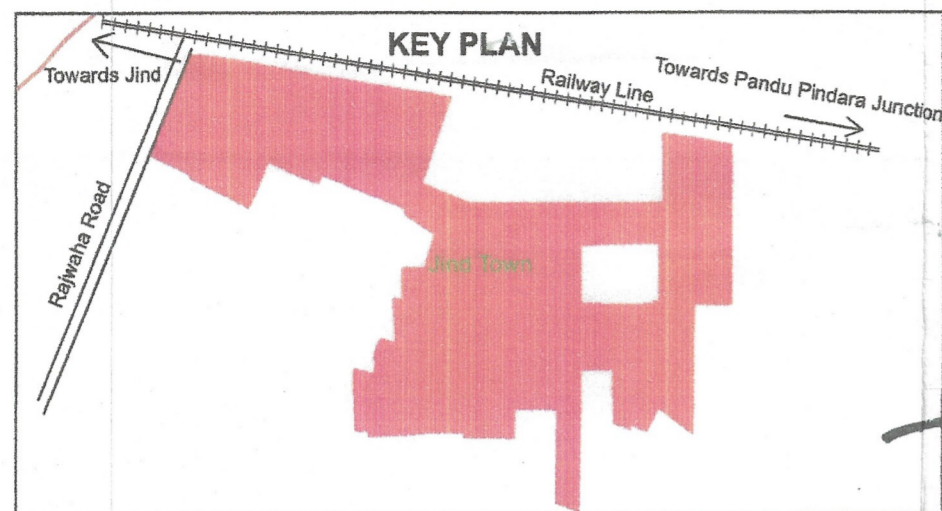 KEY PLAN
Towards Jind
Railway Line
Towards Pandu Pindara Junction
Rajwaha Road
Jind Town